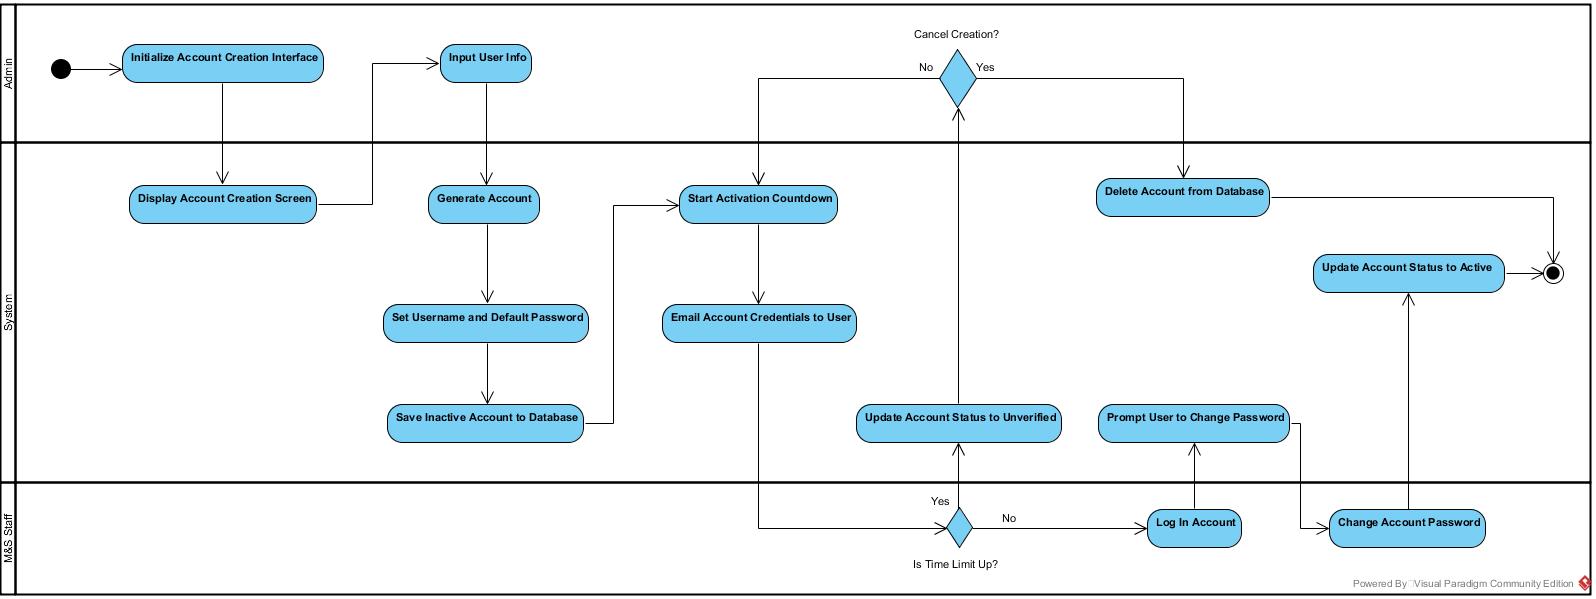 Admin
Cancel Creation?
Initialize Account Creation Interface
Input User Info
No
Yes
System
Display Account Creation Screen
Generate Account
Start Activation Countdown
Delete Account from Database
Update Account Status to Active
Set Username and Default Password
Email Account Credentials to User
Save Inactive Account to Database
Update Account Status to Unverified
Prompt User to Change Password
M&S Staff
Yes
No
Log In Account
Change Account Password
Is Time Limit Up?
Powered By Visual Paradigm Community Edition